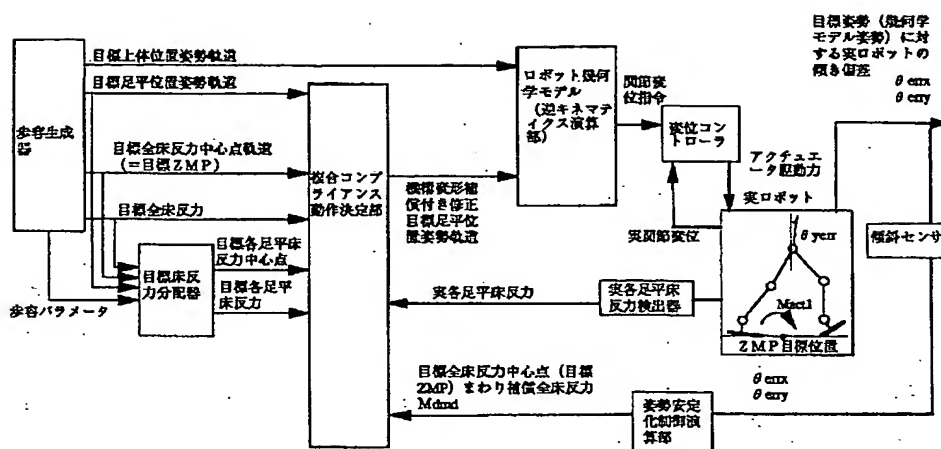 目標上体位置姿勢軌道
目標足平位置姿勢軌道
歩容生成
器
目標全床反力中心点軌道
(=目標ZMP)
目標全床反力
目標床反
力分配器
歩容パラメータ
目標各足平床
反力中心点
目標各足平
床反力
複合コンプ
ライアンス
動作決定部
ロボット幾何
学モデル
(逆キネマティ
クス演算
部)
機構変形補
償付き修正
目標足平位
置姿勢軌道
関節変
位指令
変位コント
ローラ
アクチュエ
ータ駆動力
実ロボット
実関節変位
θ yerr
Mact1
ZMP目標位置
実各足平床反力
実各足平床
反力検出器
目標姿勢(幾何学
モデル姿勢)に対
する実ロボットの
傾き偏差
θ errx
θ erry
傾斜センサ
θ errx
θ erry
姿勢安定
化制御演
算部
目標全床反力中心点(目標
ZMP)まわり補償全床反力
Mdmd